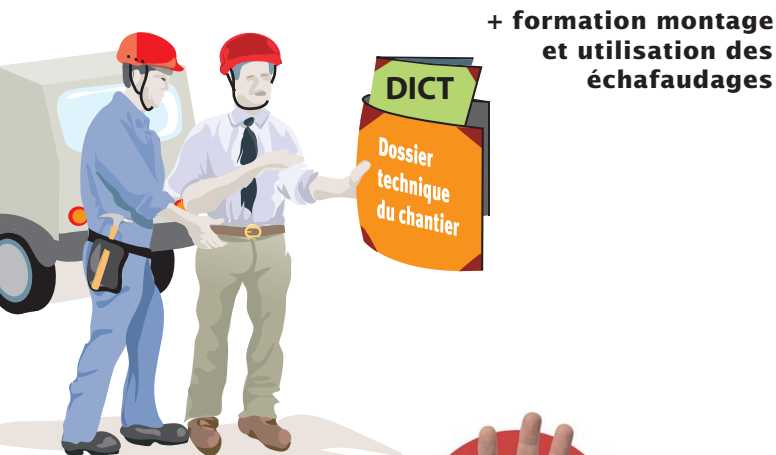 + formation montage
et utilisation des
échafaudages
DICT
Dossier
technique
du chantier